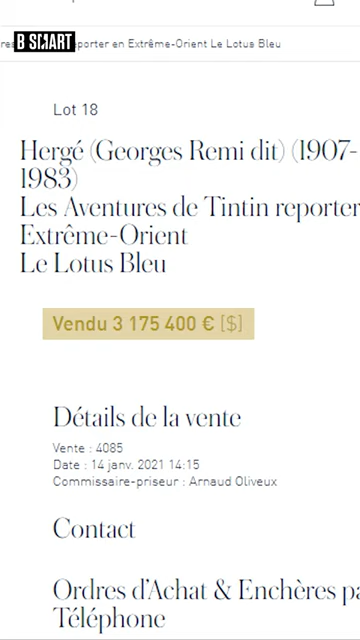 B SMART
res porter en Extrême-Orient Le Lotus Bleu
Lot 18
Hergé (Georges Remi dit) (1907-
1983)
Les Aventures de Tintin reporter
Extrême-Orient
Le Lotus Bleu
Vendu 3 175 400 € [$]
Détails de la vente
Vente : 4085
Date : 14 janv. 2021 14:15
Commissaire-priseur : Arnaud Oliveux
Contact
Ordres d'Achat & Enchères pa
Téléphone